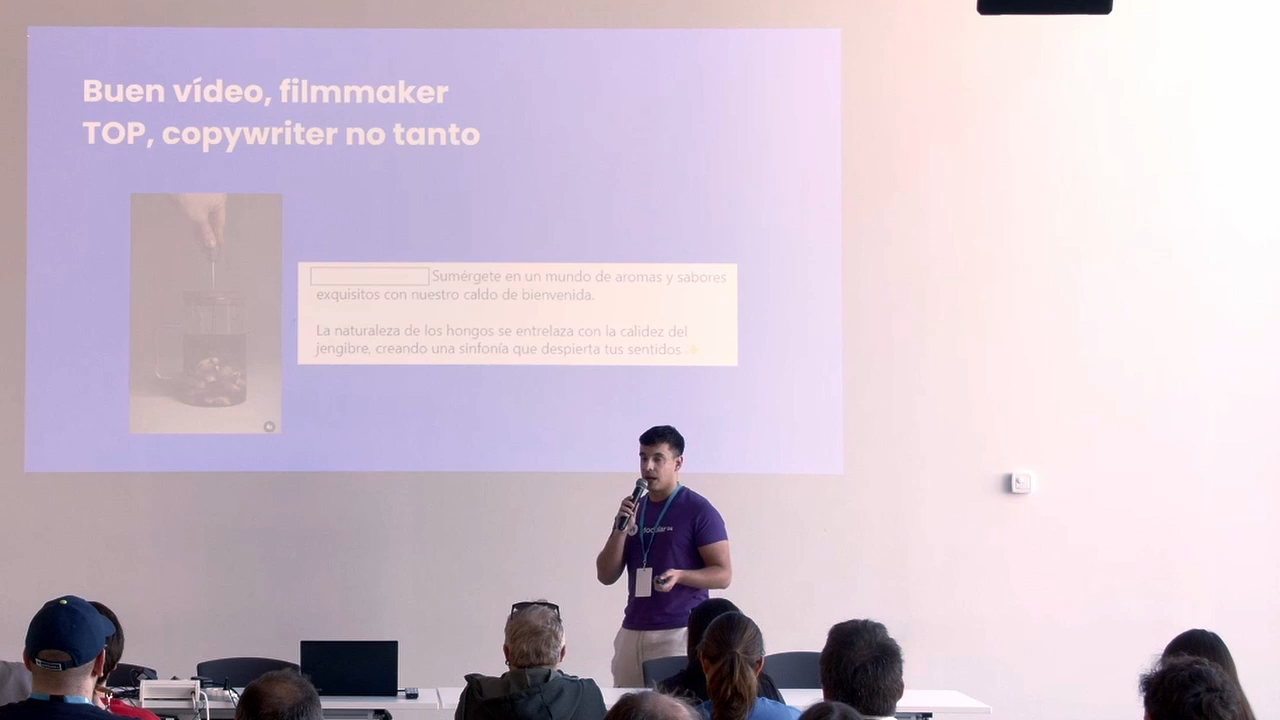 Buen vídeo, filmmaker
TOP, copywriter no tanto
Sumérgete en un mundo de aromas y sabores
exquisitos con nuestro caldo de bienvenida.
La naturaleza de los hongos se entrelaza con la calidez del
jengibre, creando una sinfonía que despierta tus sentidos ✨